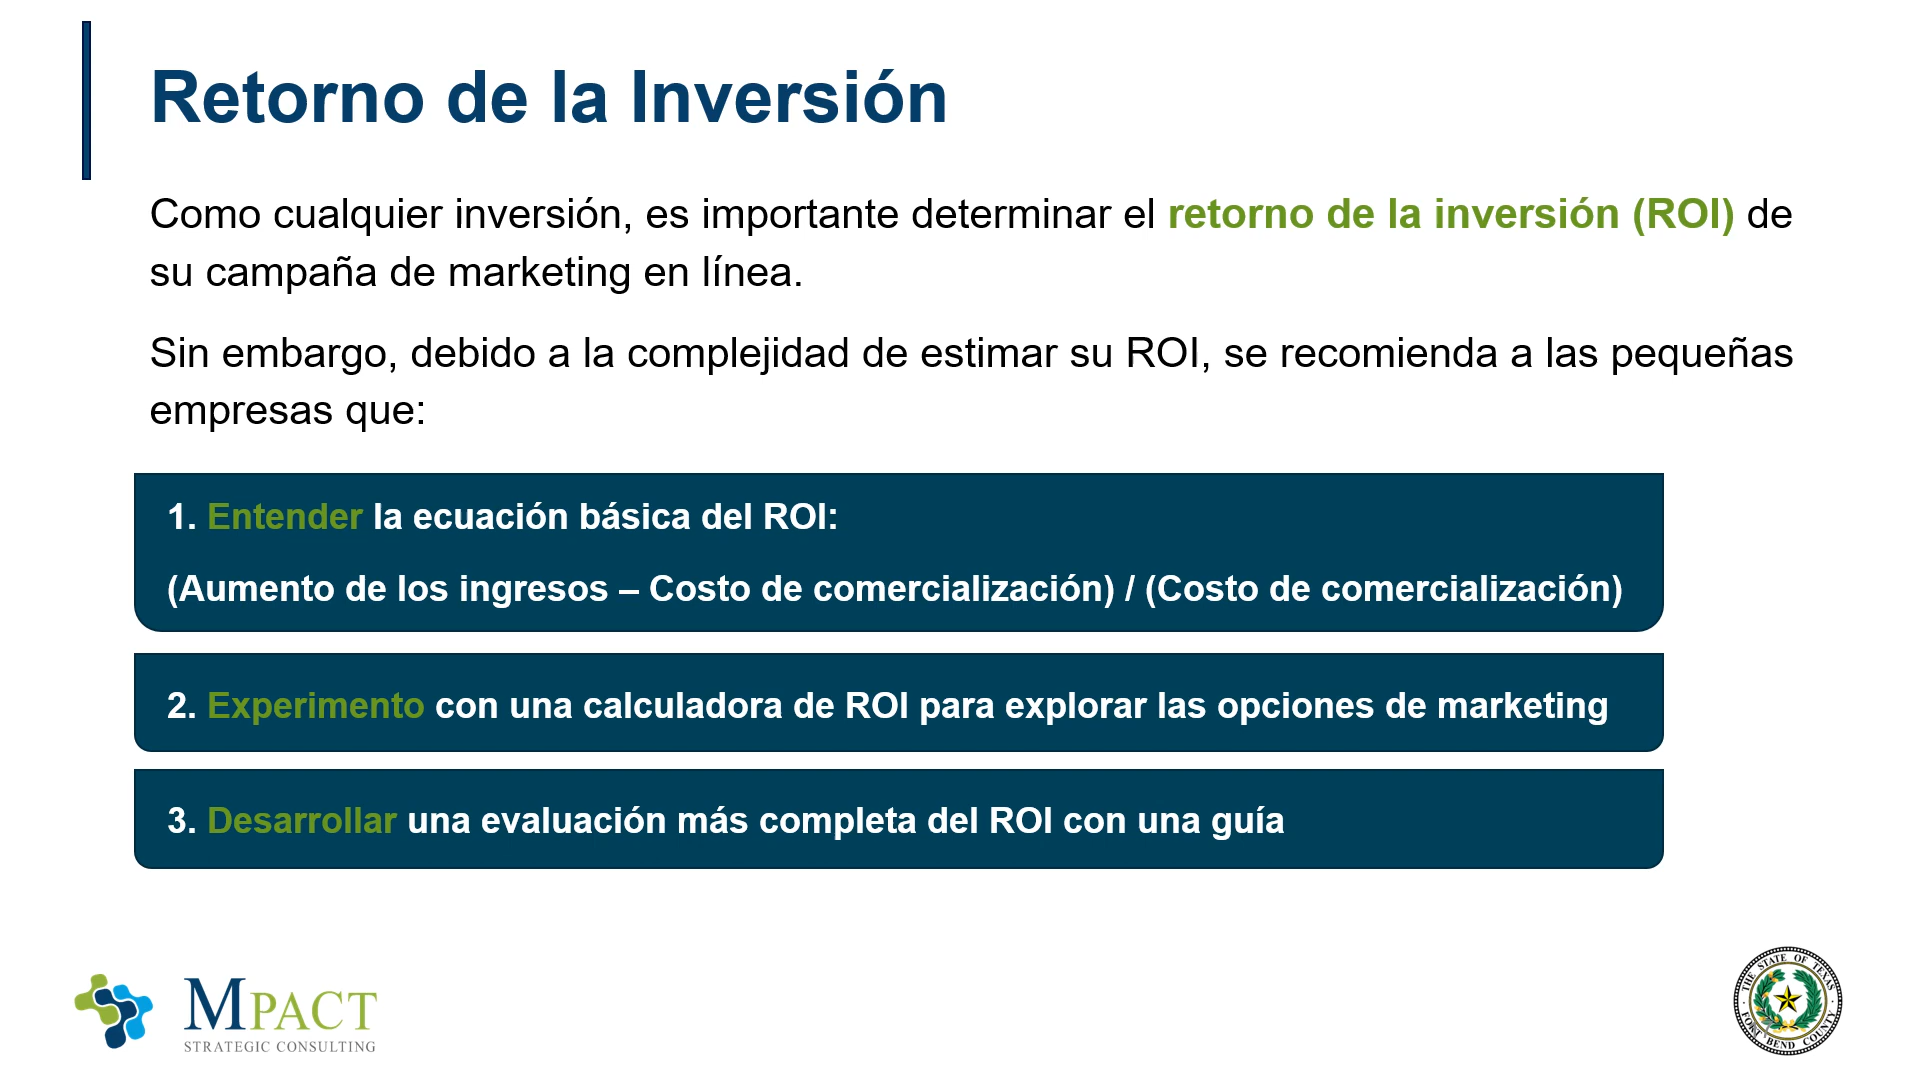 Retorno de la Inversión
Como cualquier inversión, es importante determinar el retorno de la inversión (ROI) de
su campaña de marketing en línea.
Sin embargo, debido a la complejidad de estimar su ROI, se recomienda a las pequeñas
empresas que:
1. Entender la ecuación básica del ROI:
(Aumento de los ingresos – Costo de comercialización) / (Costo de comercialización)
2. Experimento con una calculadora de ROI para explorar las opciones de marketing
3. Desarrollar una evaluación más completa del ROI con una guía
MPACT
STRATEGIC CONSULTING
THE STATE OF TEXAS
FORT BEND COUNTY